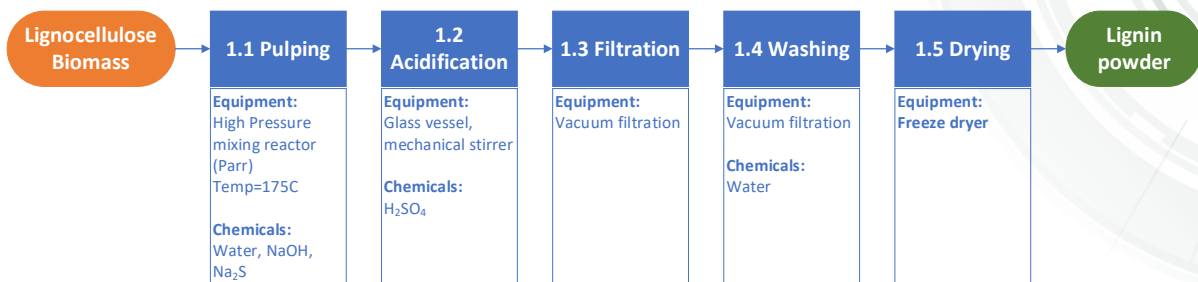 Lignocellulose
Biomass
1.1 Pulping
Equipment:
High Pressure
mixing reactor
(Parr)
Temp=175C
Chemicals:
Water, NaOH,
Na₂S
1.2
Acidification
Equipment:
Glass vessel,
mechanical stirrer
Chemicals:
H₂SO₄
1.3 Filtration
Equipment:
Vacuum filtration
1.4 Washing
Equipment:
Vacuum filtration
Chemicals:
Water
1.5 Drying
Equipment:
Freeze dryer
Lignin
powder